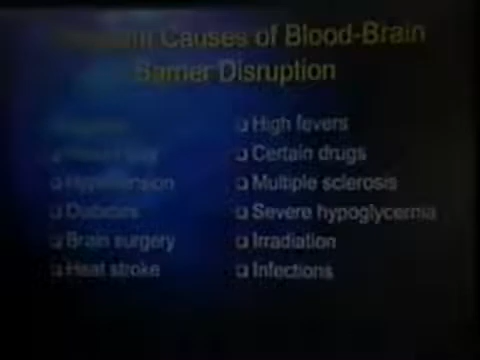 Causes of Blood-Brain
Barrier Disruption
Hypertension
Diabetes
Brain surgery
Heat stroke
High fevers
Certain drugs
Multiple sclerosis
Severe hypoglycemia
Irradiation
Infections